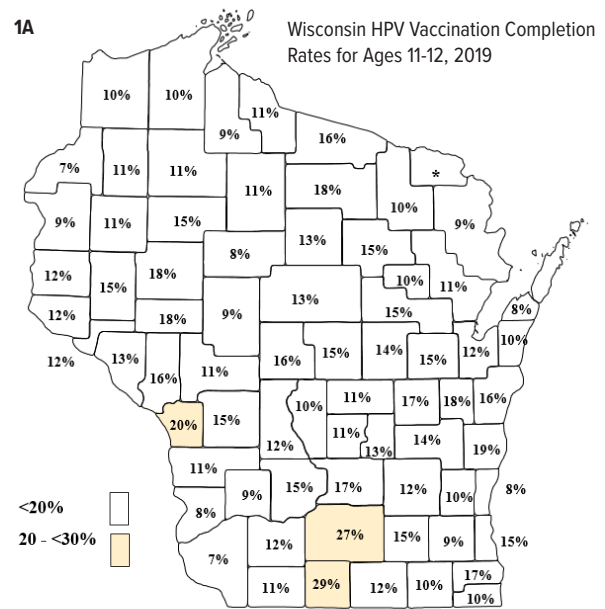 1A
Wisconsin HPV Vaccination Completion
Rates for Ages 11-12, 2019
10% 10%
11%
9% 16%
7% 11% 11% *
11% 18%
10%
9% 11% 15% 9%
8% 13% 15%
12% 15% 18% 10% 11%
13%
12% 18% 9% 15% 8%
12% 13% 16% 11% 16% 15% 14% 15% 12% 10%
10% 11% 17% 18% 16%
20% 15% 11%
12% 13% 14% 19%
11%
8% 9% 15% 17% 12% 10% 8%
<20%
20 - <30%
7% 12% 27% 15% 9% 15%
11% 29% 12% 10% 17%
10%